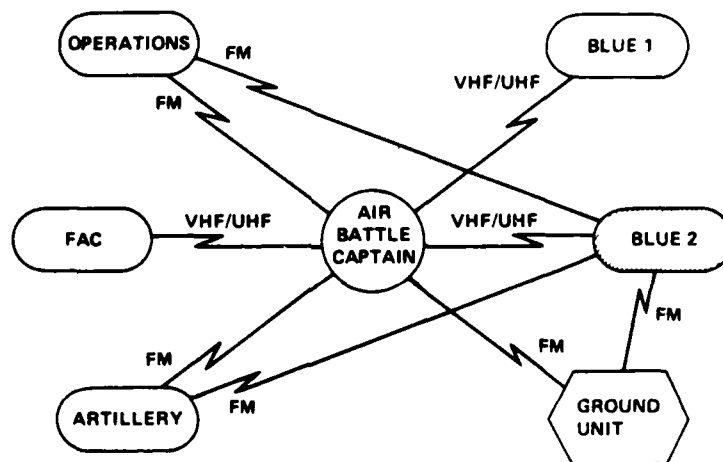 OPERATIONS
FM
BLUE 1
FM
VHF/UHF
FAC
VHF/UHF
AIR
BATTLE
CAPTAIN
VHF/UHF
BLUE 2
FM
FM
FM
ARTILLERY
FM
GROUND
UNIT